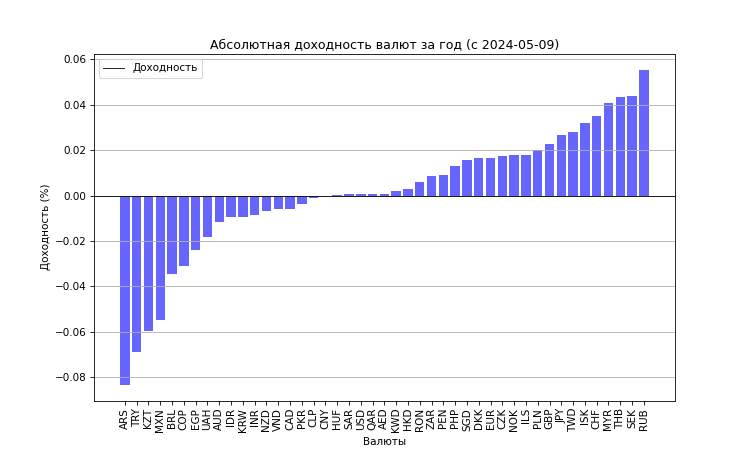 Абсолютная доходность валют за год (с 2024-05-09)
Доходность
0.06
0.04
0.02
0.00
−0.02
−0.04
−0.06
−0.08
Доходность (%)
ARS TRY KZT MXN BRL COP EGP UAH AUD IDR KRW INR NZD VND CAD PKR CLP CNY HUF SAR USD QAR AED KWD HKD RON ZAR PEN PHP SGD DKK EUR CZK NOK ILS PLN GBP JPY TWD ISK CHF MYR THB SEK RUB
Валюты